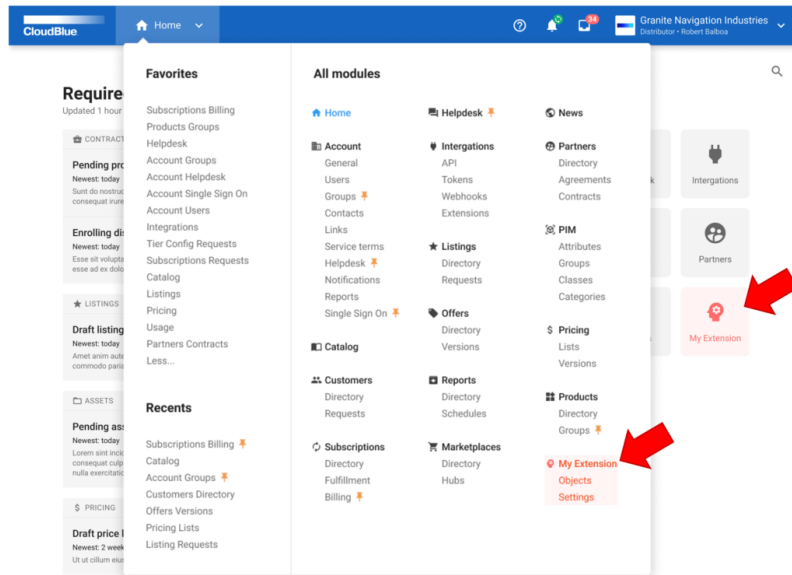 CloudBlue
Home
34
Granite Navigation Industries
Distributor • Robert Balboa
Require
Updated 1 hour
CONTRACT
Pending pro
Newest: today
Sunt do nostrud
consequat irure
Enrolling dis
Newest: today
Esse sit volupta
esse ad ex dolo
LISTINGS
Draft listing
Newest: today
Amet anim aute
commodo paria
ASSETS
Pending ass
Newest: today
Lorem sint incid
consequat culp
nulla exercitatic
PRICING
Draft price l
Newest: 2 week
Ut ut cillum eius
Favorites
Subscriptions Billing
Products Groups
Helpdesk
Account Groups
Account Helpdesk
Account Single Sign On
Account Users
Integrations
Tier Config Requests
Subscriptions Requests
Catalog
Listings
Pricing
Usage
Partners Contracts
Less...
Recents
Subscriptions Billing
Catalog
Account Groups
Customers Directory
Offers Versions
Pricing Lists
Listing Requests
All modules
Home
Account
General
Users
Groups
Contacts
Links
Service terms
Helpdesk
Notifications
Reports
Single Sign On
Catalog
Customers
Directory
Requests
Subscriptions
Directory
Fulfillment
Billing
Helpdesk
Intergations
API
Tokens
Webhooks
Extensions
Listings
Directory
Requests
Offers
Directory
Versions
Reports
Directory
Schedules
Marketplaces
Directory
Hubs
News
Partners
Directory
Agreements
Contracts
PIM
Attributes
Groups
Classes
Categories
Pricing
Lists
Versions
Products
Directory
Groups
My Extension
Objects
Settings
k
Intergations
Partners
s
My Extension